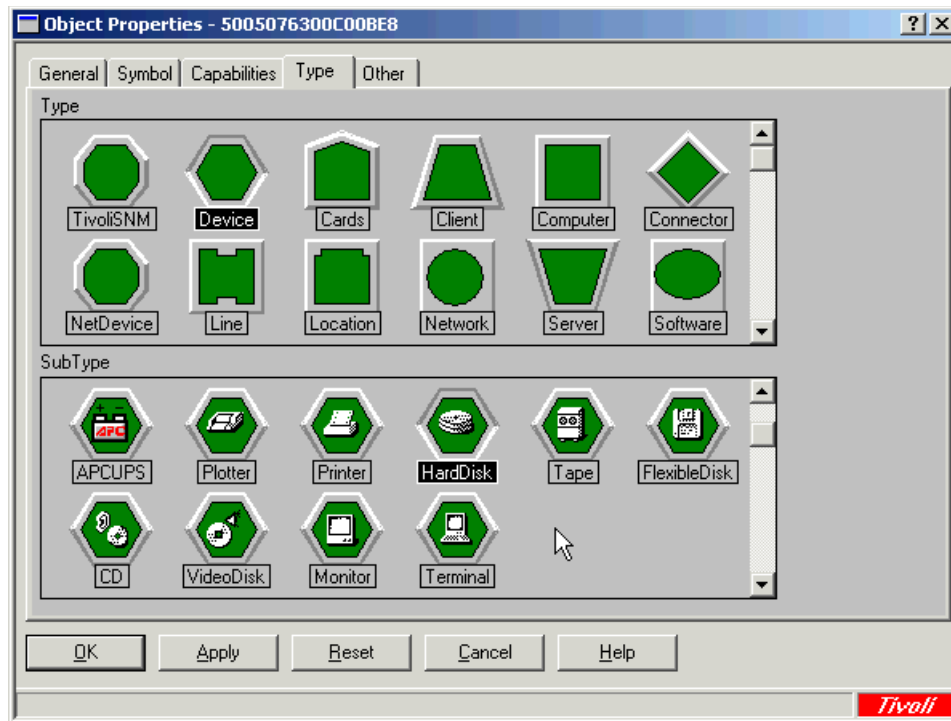 Object Properties - 5005076300C00BE8
General Symbol Capabilities Type Other
Type
TivoliSNM Device Cards Client Computer Connector
NetDevice Line Location Network Server Software
SubType
APC
APCUPS Plotter Printer HardDisk Tape FlexibleDisk
CD VideoDisk Monitor Terminal
OK Apply Reset Cancel Help
Tivoli